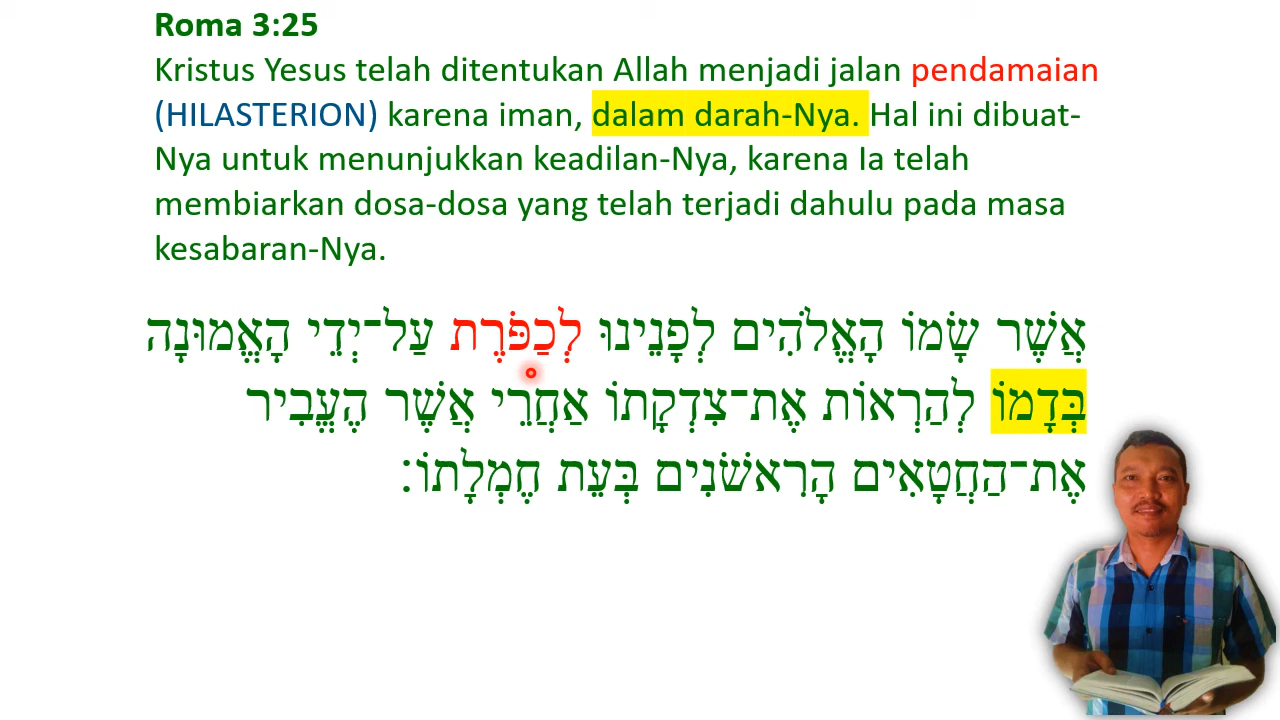 Roma 3:25
Kristus Yesus telah ditentukan Allah menjadi jalan pendamaian
(HILASTERION) karena iman, dalam darah-Nya. Hal ini dibuat-
Nya untuk menunjukkan keadilan-Nya, karena Ia telah
membiarkan dosa-dosa yang telah terjadi dahulu pada masa
kesabaran-Nya.
אֲשֶׁר שָׂמוֹ הָאֱלֹהִים לְפָנֵינוּ לְכַפֹּרֶת עַל־יְדֵי הָאֱמוּנָה
בְּדָמוֹ לְהַרְאוֹת אֶת־צִדְקָתוֹ אַחֲרֵי אֲשֶׁר הֶעֱבִיר
אֶת־הַחֲטָאִים הָרִאשֹׁנִים בְּעֵת חֶמְלָתוֹ׃